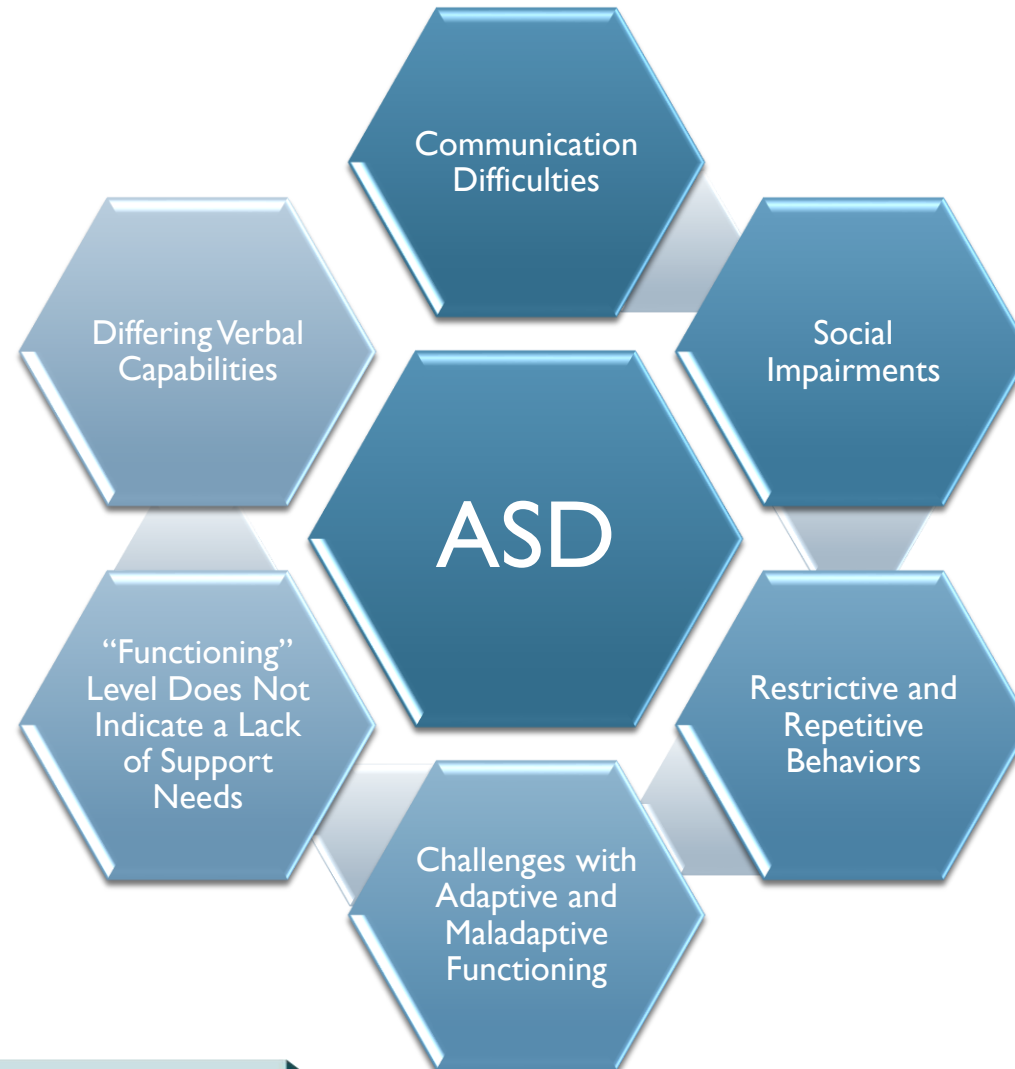 Communication
Difficulties
Social
Impairments
Restrictive and
Repetitive
Behaviors
Challenges with
Adaptive and
Maladaptive
Functioning
“Functioning”
Level Does Not
Indicate a Lack
of Support
Needs
Differing Verbal
Capabilities
ASD